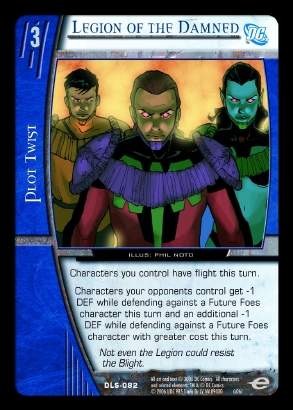 3
Legion of the Damned
DC
Plot Twist
ILLUS: PHIL NOTO
Characters you control have flight this turn.
Characters your opponents control get -1
DEF while defending against a Future Foes
character this turn and an additional -1
DEF while defending against a Future Foes
character with greater cost this turn.
Not even the Legion could resist
the Blight.
DLS-082